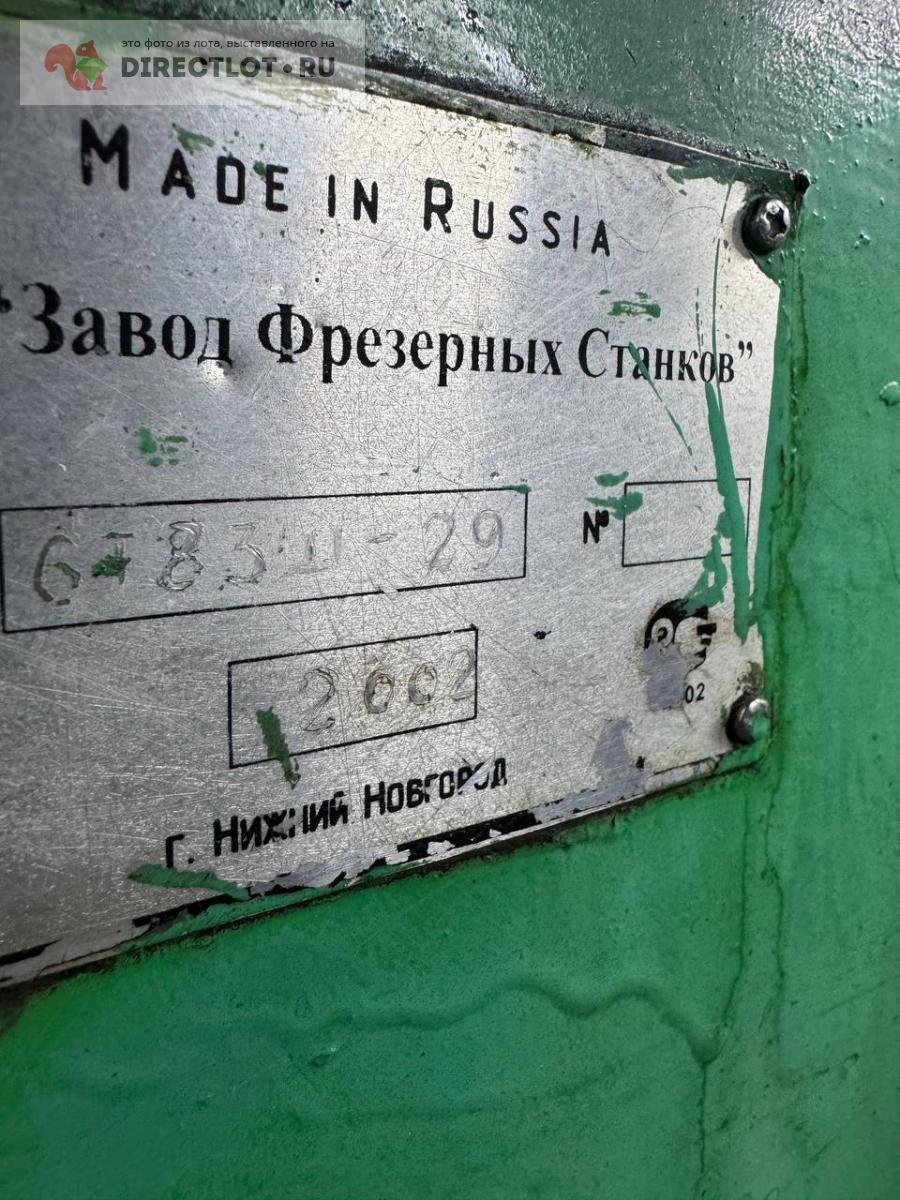 это фото из лота, выставленного на
DIRECTLOT.RU
MADE IN RUSSIA
“Завод Фрезерных Станков”
6Т83Ш-29
№
2002
г. Нижний Новгород
02